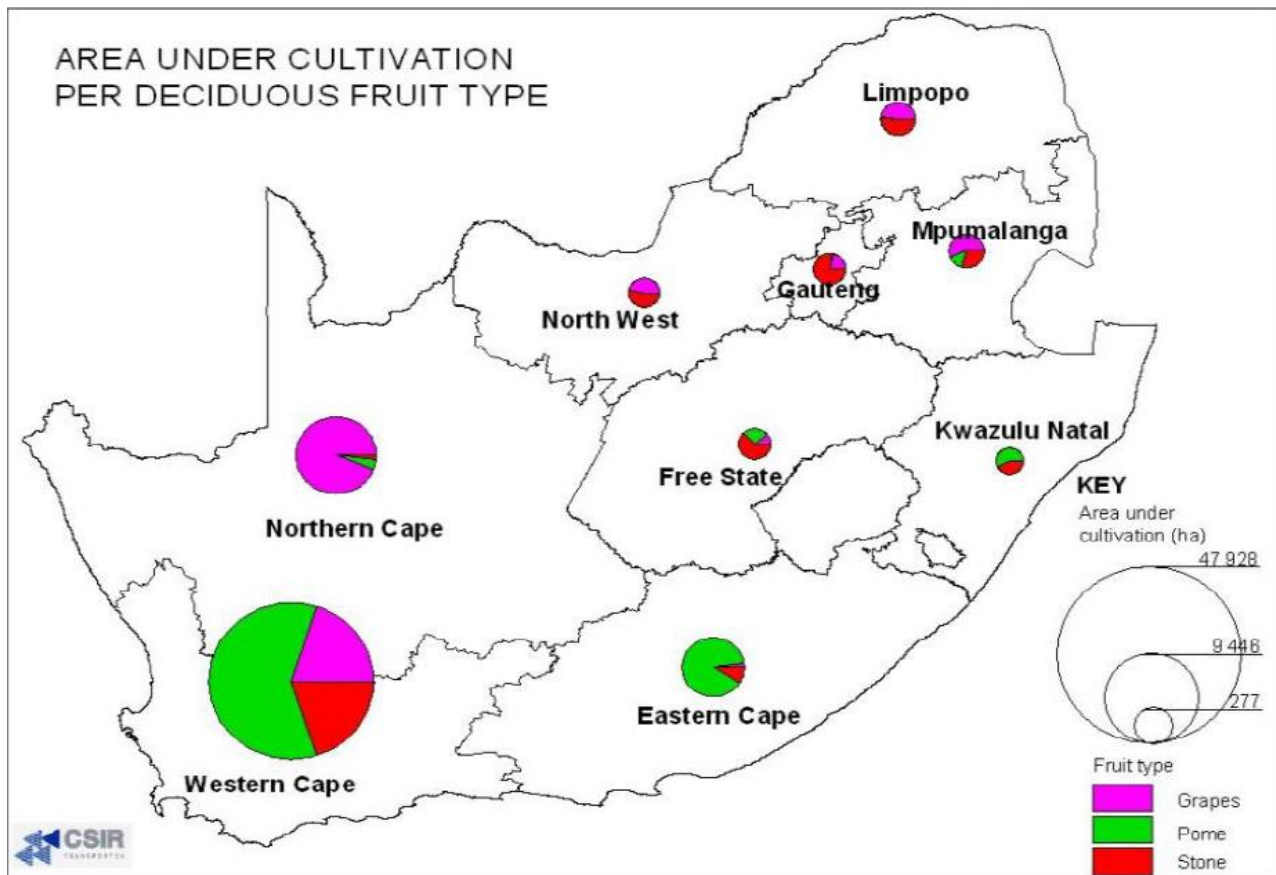 AREA UNDER CULTIVATION
PER DECIDUOUS FRUIT TYPE
Limpopo
Mpumalanga
Gauteng
North West
Kwazulu Natal
Free State
Northern Cape
Eastern Cape
Western Cape
KEY
Area under
cultivation (ha)
47 928
9 446
277
Fruit type
Grapes
Pome
Stone
CSIR